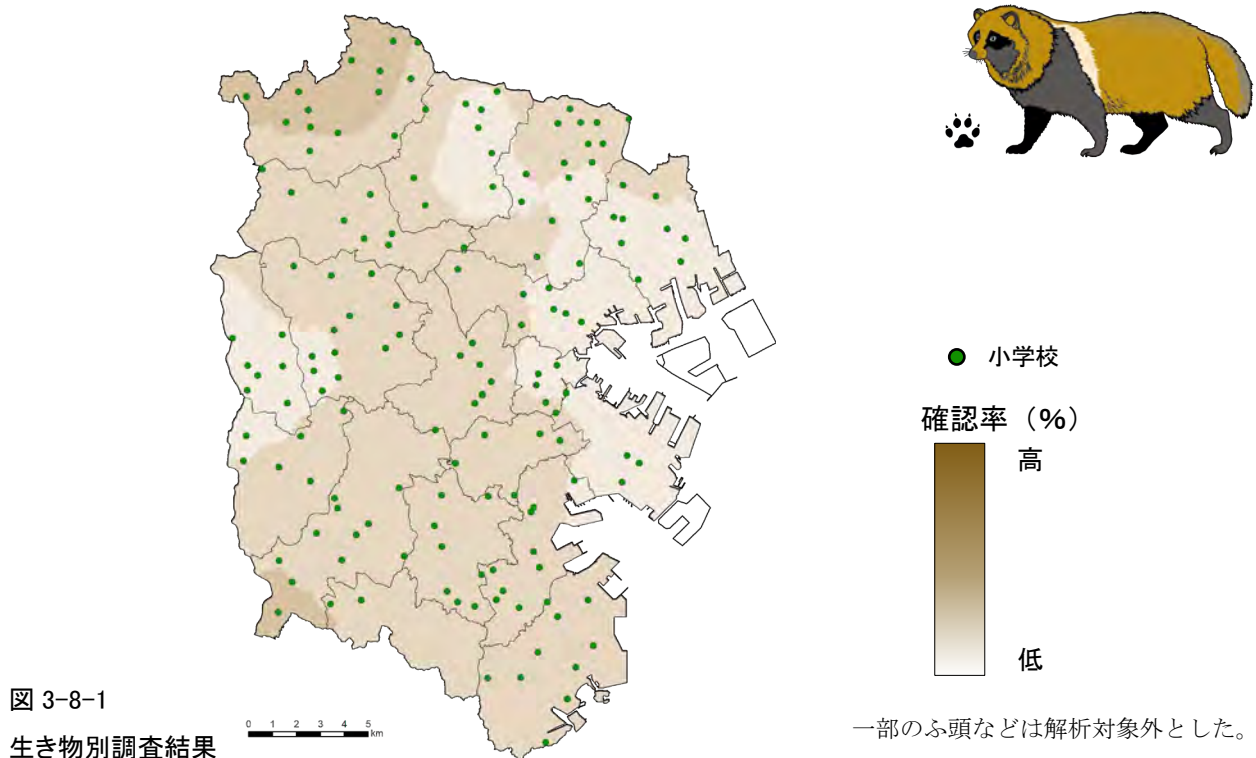 小学校
確認率（%）
高
低
図 3-8-1
生き物別調査結果
0 1 2 3 4 5
km
一部のふ頭などは解析対象外とした。